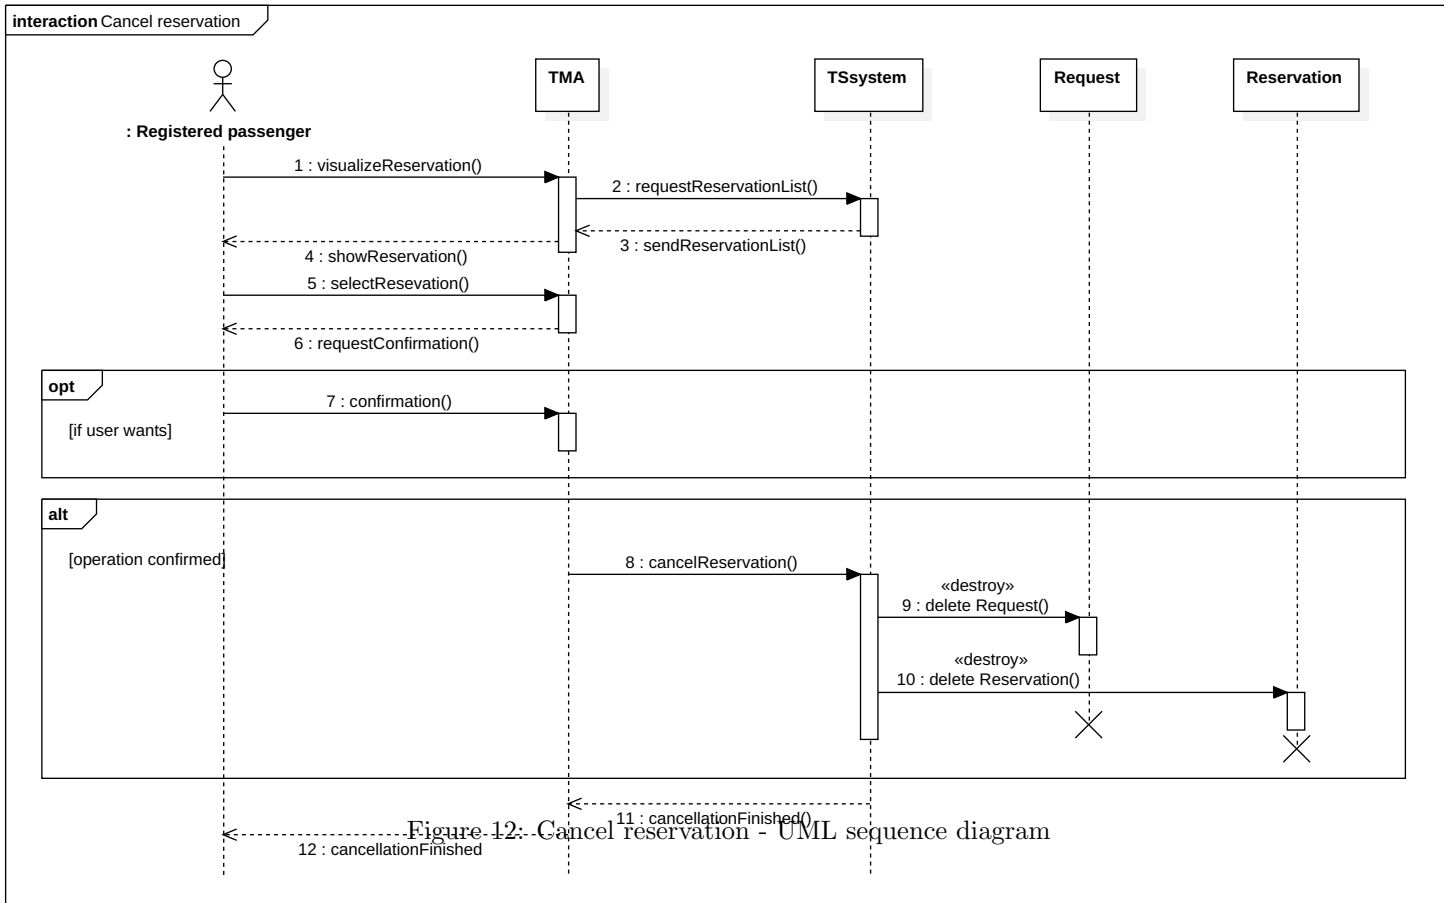 interaction Cancel reservation
TMA
TSsystem
Request
Reservation
: Registered passenger
1 : visualizeReservation()
2 : requestReservationList()
3 : sendReservationList()
4 : showReservation()
5 : selectResevation()
6 : requestConfirmation()
opt
7 : confirmation()
[if user wants]
alt
[operation confirmed]
8 : cancelReservation()
«destroy»
9 : delete Request()
«destroy»
10 : delete Reservation()
11 : cancellationFinished()
Figure 12: Cancel reservation - UML sequence diagram
12 : cancellationFinished